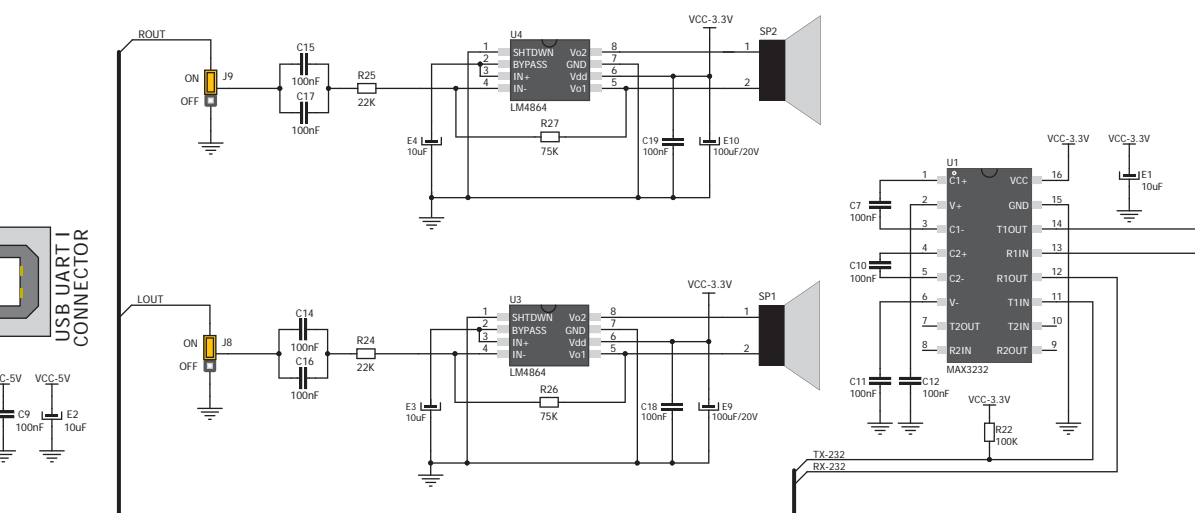 ROUT
ON
OFF
J9
C15
100nF
C17
100nF
R25
22K
U4
1 SHTDWN Vo2 8
2 BYPASS GND 7
3 IN+ Vdd 6
4 IN- Vo1 5
LM4864
R27
75K
E4
10uF
C19
100nF
E10
100uF/20V
VCC-3.3V
SP2
1
2
USB UART I
CONNECTOR
C-5V
VCC-5V
C9
100nF
E2
10uF
LOUT
ON
OFF
J8
C14
100nF
C16
100nF
R24
22K
U3
1 SHTDWN Vo2 8
2 BYPASS GND 7
3 IN+ Vdd 6
4 IN- Vo1 5
LM4864
R26
75K
E3
10uF
C18
100nF
E9
100uF/20V
VCC-3.3V
SP1
1
2
VCC-3.3V
VCC-3.3V
E1
10uF
U1
1 C1+ VCC 16
2 V+ GND 15
3 C1- T1OUT 14
4 C2+ R1IN 13
5 C2- R1OUT 12
6 V- T1IN 11
7 T2OUT T2IN 10
8 R2IN R2OUT 9
MAX3232
C7
100nF
C10
100nF
C11
100nF
C12
100nF
VCC-3.3V
R22
100K
TX-232
RX-232